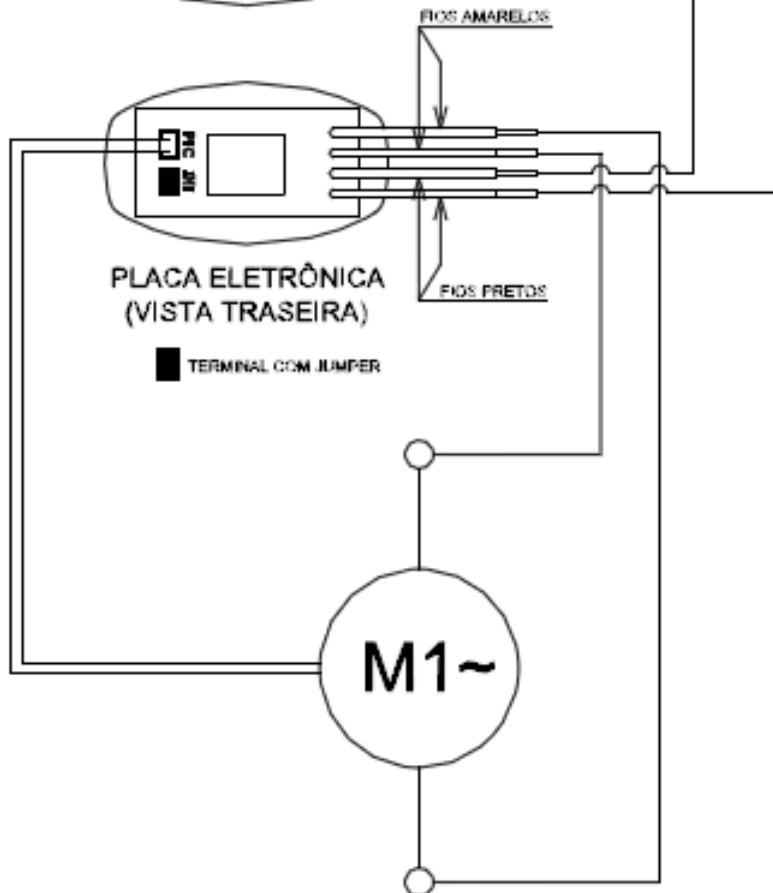 FIOS AMARELOS
PLACA ELETRÔNICA
(VISTA TRASEIRA)
FIOS PRETOS
TERMINAL COM JUMPER
M1~